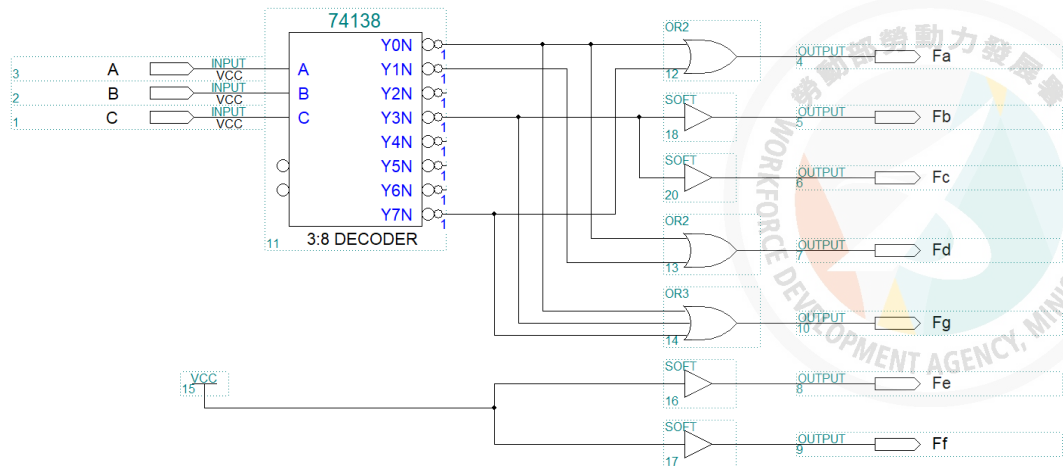 74138
3 A INPUT VCC
2 B INPUT VCC
1 C INPUT VCC
A
B
C
Y0N 1
Y1N 1
Y2N 1
Y3N 1
Y4N 1
Y5N 1
Y6N 1
Y7N 1
11 3:8 DECODER
OR2 12 OUTPUT 4 Fa
SOFT 18 OUTPUT 5 Fb
SOFT 20 OUTPUT 6 Fc
OR2 13 OUTPUT 7 Fd
OR3 14 OUTPUT 10 Fg
VCC 15
SOFT 16 OUTPUT 8 Fe
SOFT 17 OUTPUT 9 Ff
勞動部勞動力發展署
WORKFORCE DEVELOPMENT AGENCY,